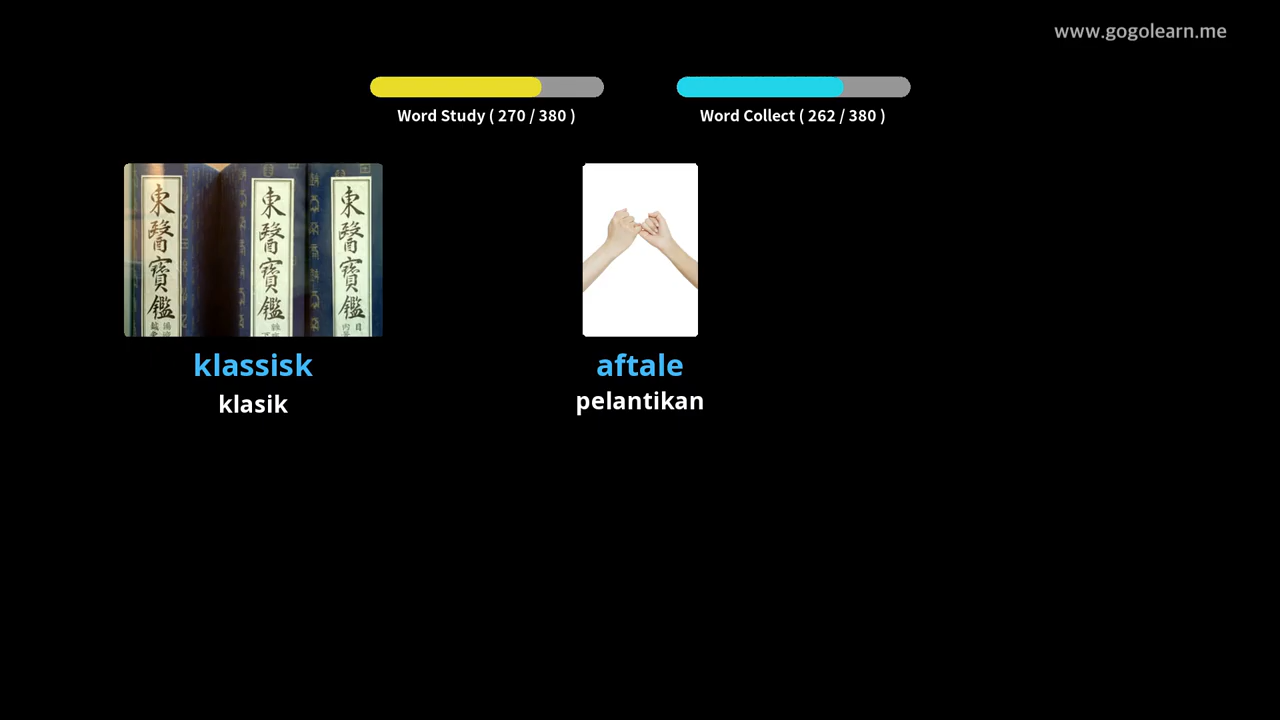 www.gogolearn.me
Word Study ( 270 / 380 )
Word Collect ( 262 / 380 )
東醫寶鑑
東醫寶鑑
東醫寶鑑
klassisk
klasik
aftale
pelantikan